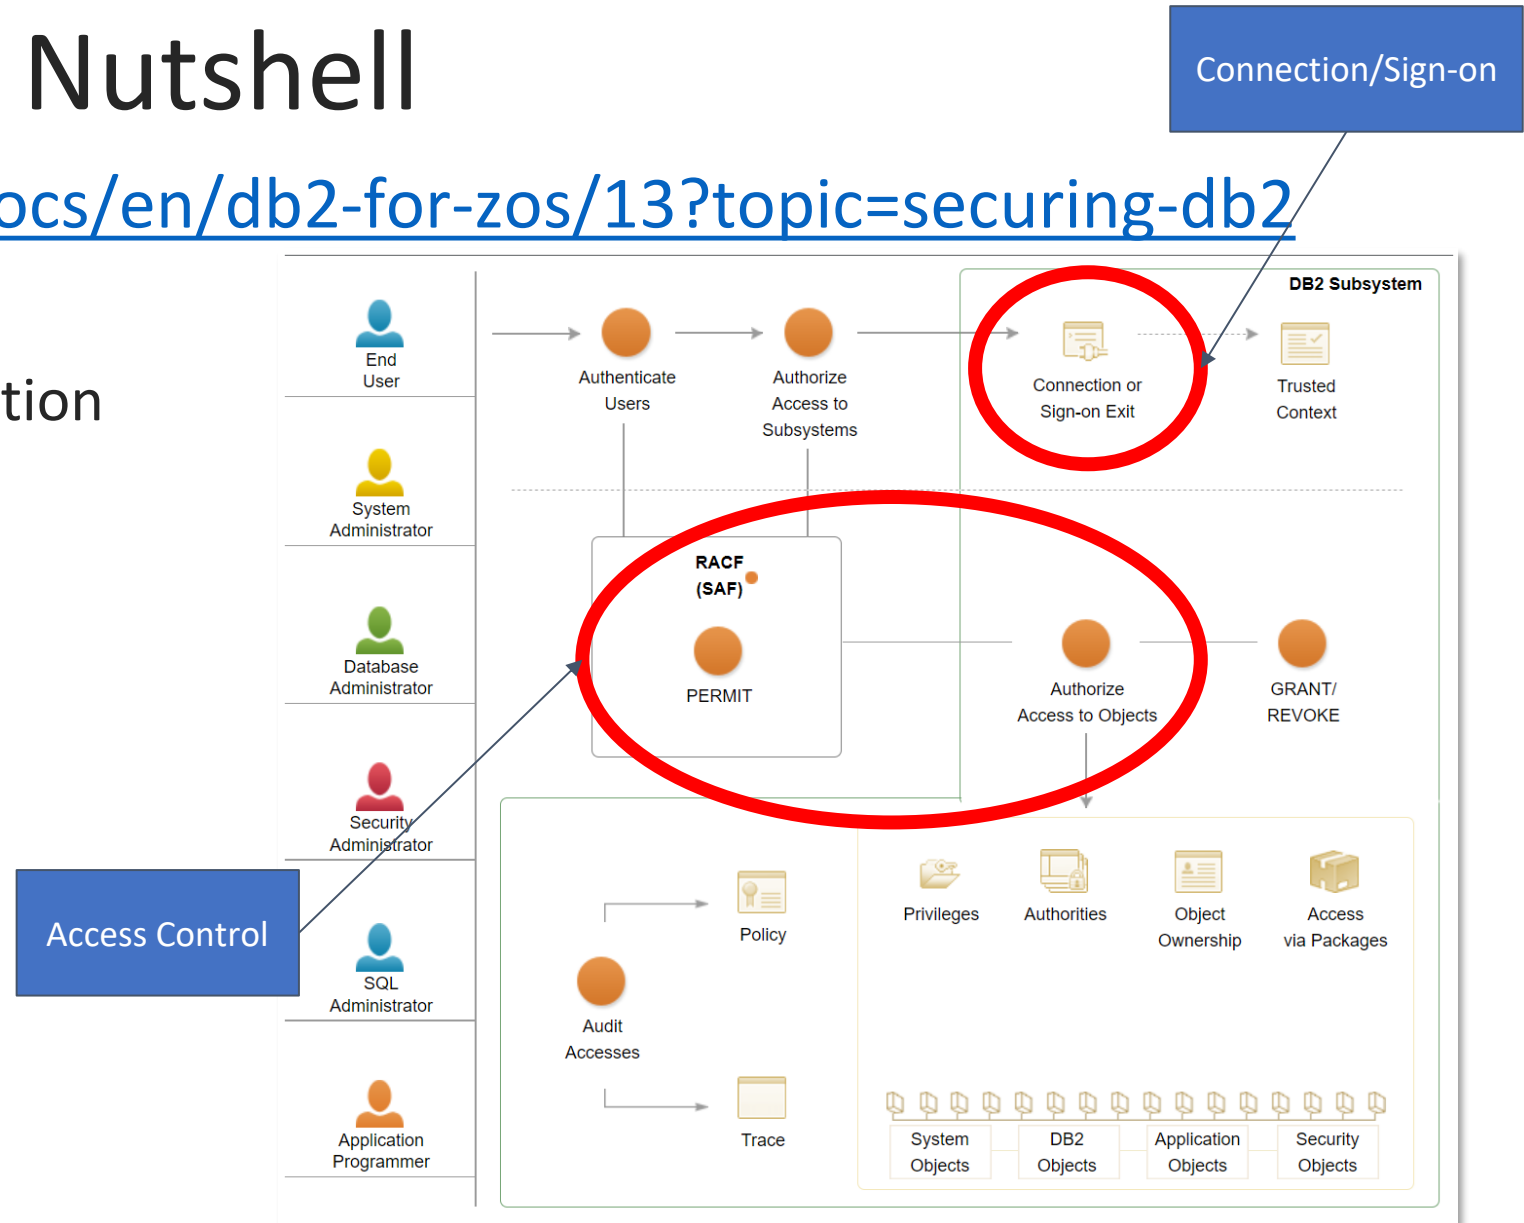 Nutshell
Connection/Sign-on
ocs/en/db2-for-zos/13?topic=securing-db2
tion
DB2 Subsystem
End
User
Authenticate
Users
Authorize
Access to
Subsystems
Connection or
Sign-on Exit
Trusted
Context
System
Administrator
RACF
(SAF)
PERMIT
Database
Administrator
Authorize
Access to Objects
GRANT/
REVOKE
Security
Administrator
Access Control
Policy
Privileges
Authorities
Object
Ownership
Access
via Packages
SQL
Administrator
Audit
Accesses
Trace
Application
Programmer
System
Objects
DB2
Objects
Application
Objects
Security
Objects